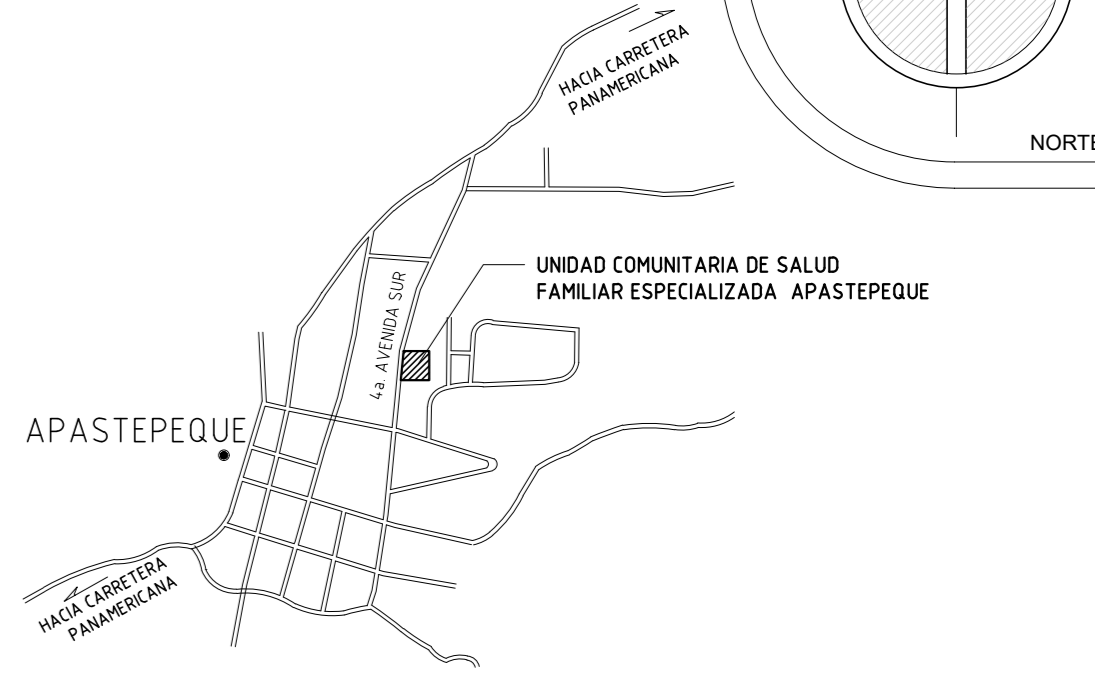 HACIA CARRETERA
PANAMERICANA
NORTE
UNIDAD COMUNITARIA DE SALUD
FAMILIAR ESPECIALIZADA APASTEPEQUE
4a. AVENIDA SUR
APASTEPEQUE
HACIA CARRETERA
PANAMERICANA